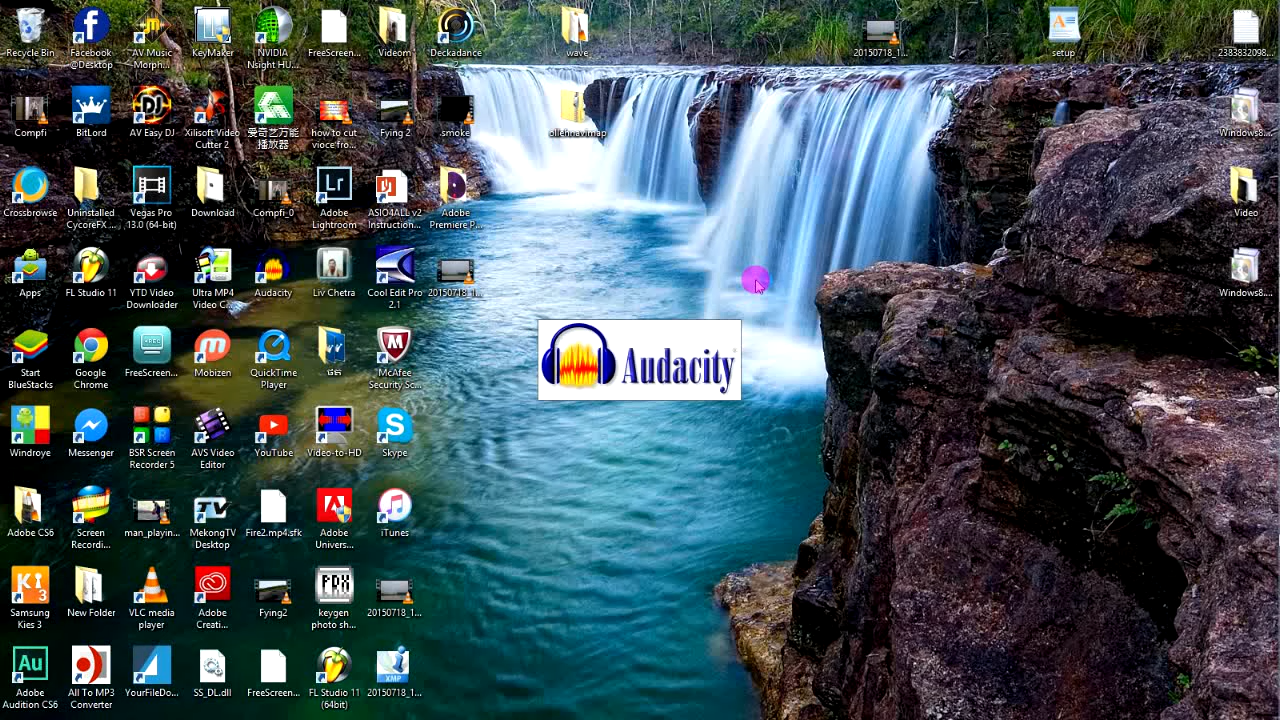 Recycle Bin
Facebook
@Desktop
AV Music
Morph...
KeyMaker
NVIDIA
Nsight HU...
FreeScreen...
Videom
Deckadance
wave
20150718_1...
setup
2383832098...
Compfi
BitLord
AV Easy DJ
Xilisoft Video
Cutter 2
爱奇艺万能
播放器
how to cut
vioce fro...
Fying 2
smoke
ollehnavimap
Windows8....
Crossbrowse
Uninstalled
CycoreFX ...
Vegas Pro
13.0 (64-bit)
Download
Compfi_0
Lr
Adobe
Lightroom
ASIO4ALL v2
Instruction...
Adobe
Premiere P...
Video
Apps
FL Studio 11
YTD Video
Downloader
Ultra MP4
Video C...
Audacity
Liv Chetra
Cool Edit Pro
2.1
20150718_1...
Windows8....
Audacity
Start
BlueStacks
Google
Chrome
FreeScreen...
Mobizen
QuickTime
Player
McAfee
Security Sc...
Windroye
Messenger
BSR Screen
Recorder 5
AVS Video
Editor
YouTube
Video-to-HD
Skype
Adobe CS6
Screen
Recordi...
man_playin...
TV
MekongTV
Desktop
Fire2.mp4.sfk
Adobe
Univers...
iTunes
Ki
3
Samsung
Kies 3
New Folder
VLC media
player
Adobe
Creati...
Fying2
keygen
photo sh...
20150718_1...
Au
Adobe
Audition CS6
All To MP3
Converter
YourFileDo...
SS_DL.dll
FreeScreen...
FL Studio 11
(64bit)
XMP
20150718_1...